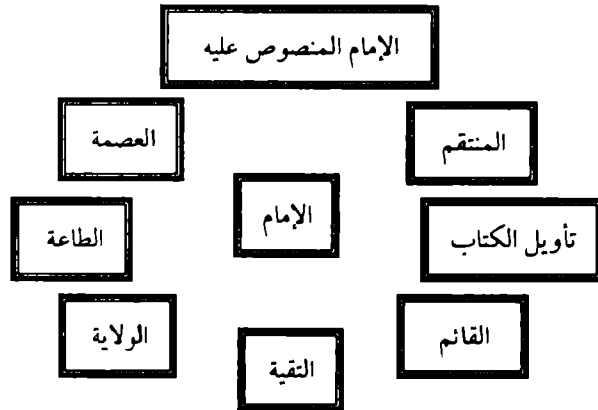 الإمام المنصوص عليه
المنتقم
العصمة
الإمام
تأويل الكتاب
الطاعة
القائم
الولاية
التقية